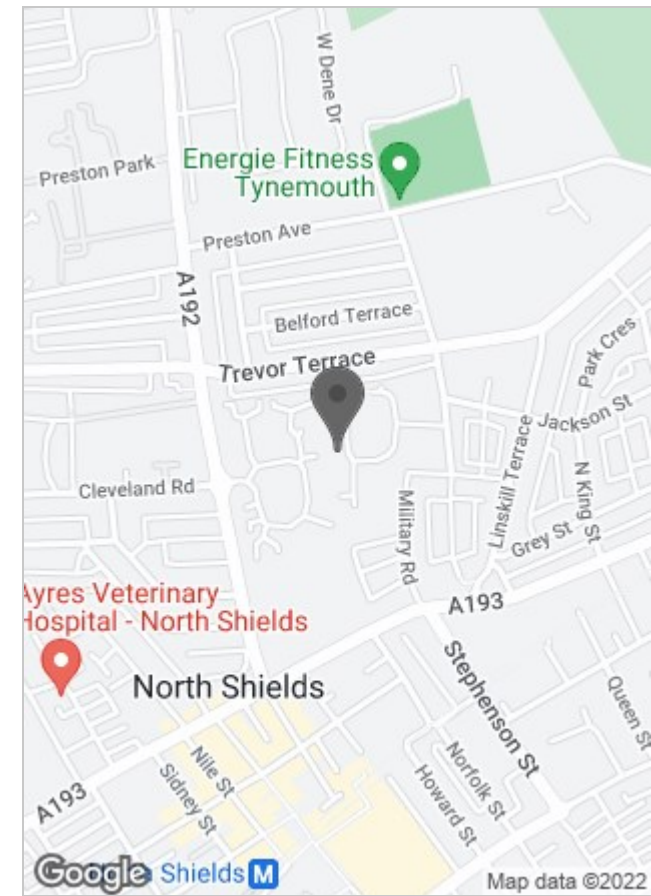 W Dene Dr
Energie Fitness
Tynemouth
Preston Park
Preston Ave
A192
Belford Terrace
Trevor Terrace
Park Cres
Jackson St
Linskill Terrace
N King St
Cleveland Rd
Military Rd
Grey St
Ayres Veterinary
Hospital - North Shields
A193
North Shields
Stephenson St
Queen St
Nile St
Norfolk St
Sidney St
Howard St
A193
Google
Shields M
Map data ©2022